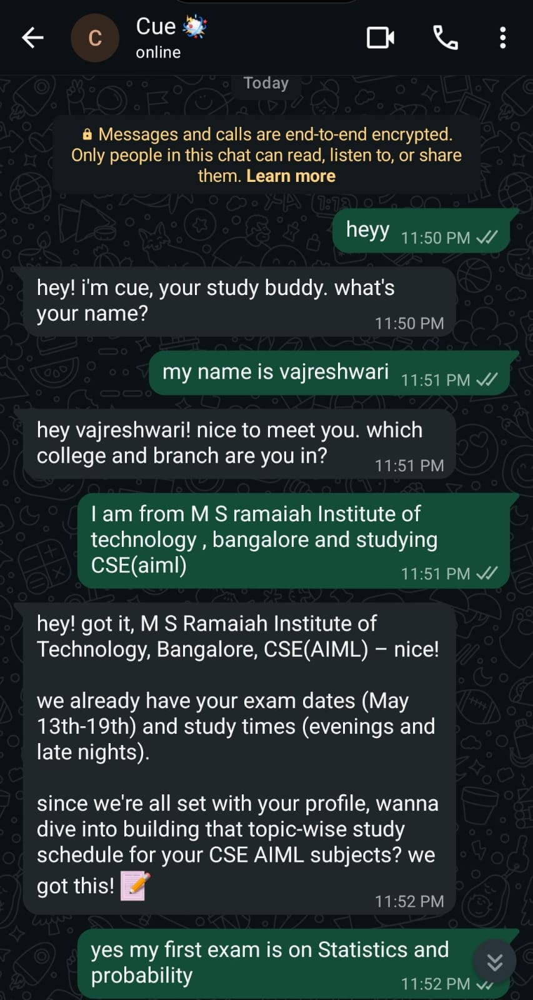 C
Cue
online
Today
Messages and calls are end-to-end encrypted.
Only people in this chat can read, listen to, or share
them. Learn more
heyy 11:50 PM
hey! i'm cue, your study buddy. what's
your name?
11:50 PM
my name is vajreshwari 11:51 PM
hey vajreshwari! nice to meet you. which
college and branch are you in?
11:51 PM
I am from M S ramaiah Institute of
technology , bangalore and studying
CSE(aiml)
11:51 PM
hey! got it, M S Ramaiah Institute of
Technology, Bangalore, CSE(AIML) – nice!
we already have your exam dates (May
13th-19th) and study times (evenings and
late nights).
since we're all set with your profile, wanna
dive into building that topic-wise study
schedule for your CSE AIML subjects? we
got this!
11:52 PM
yes my first exam is on Statistics and
probability
11:52 PM